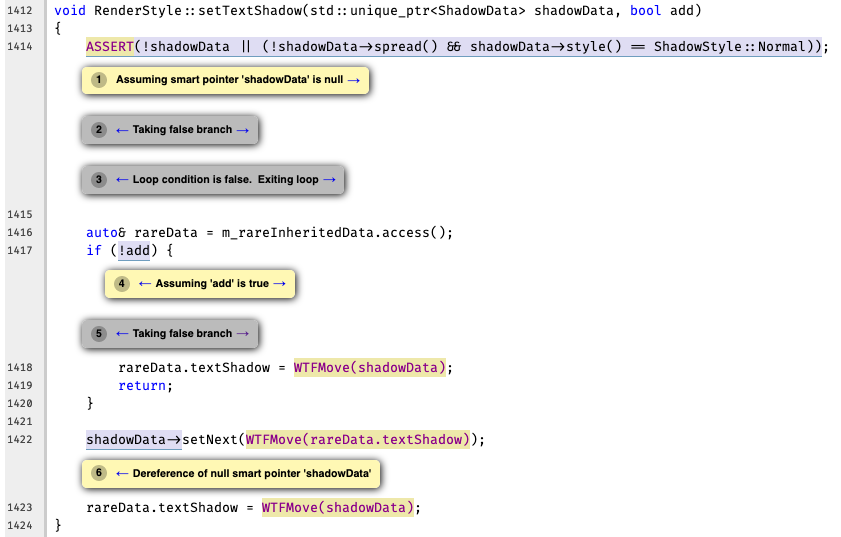 1412 void RenderStyle::setTextShadow(std::unique_ptr<ShadowData> shadowData, bool add)
1413 {
1414 ASSERT(!shadowData || (!shadowData->spread() && shadowData->style() == ShadowStyle::Normal));
1 Assuming smart pointer 'shadowData' is null →
2 ← Taking false branch →
3 ← Loop condition is false. Exiting loop →
1415
1416 auto& rareData = m_rareInheritedData.access();
1417 if (!add) {
4 ← Assuming 'add' is true →
5 ← Taking false branch →
1418 rareData.textShadow = WTFMove(shadowData);
1419 return;
1420 }
1421
1422 shadowData->setNext(WTFMove(rareData.textShadow));
6 ← Dereference of null smart pointer 'shadowData'
1423 rareData.textShadow = WTFMove(shadowData);
1424 }